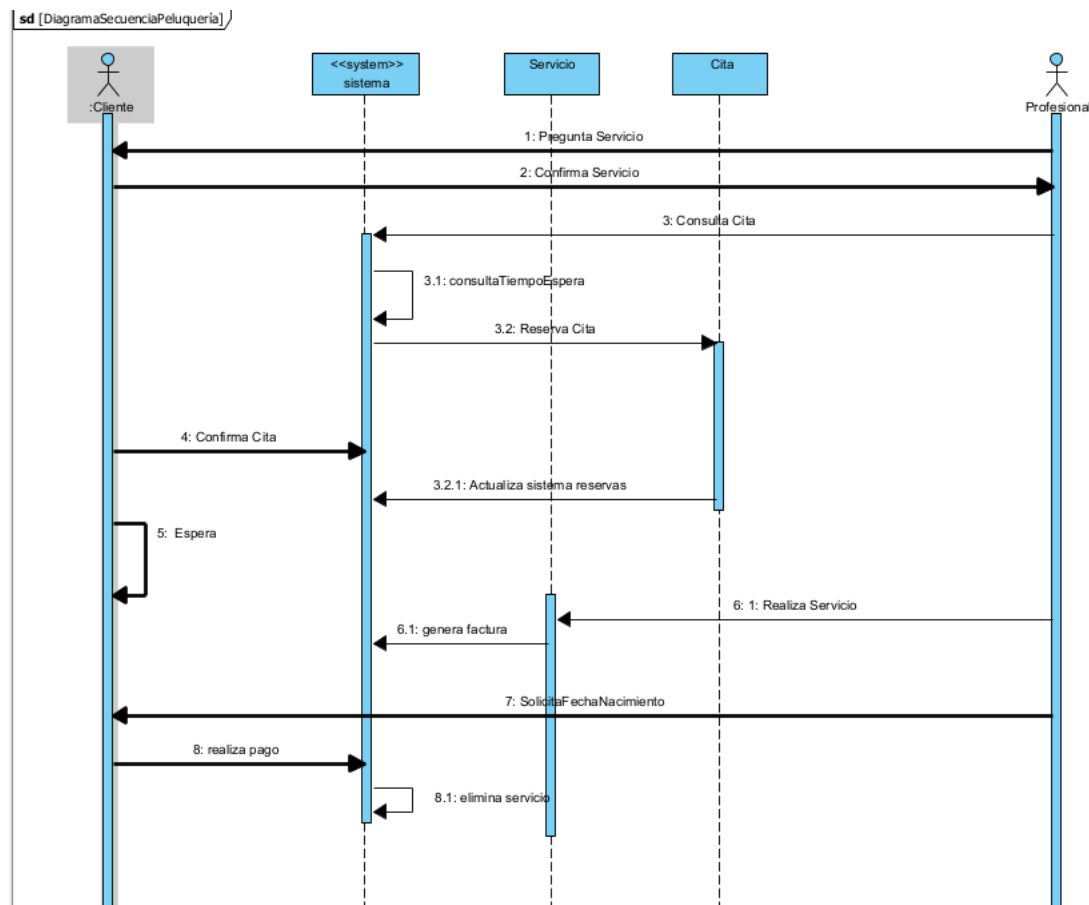 sd [DiagramaSecuenciaPeluquería]
:Cliente
<<system>>
sistema
Servicio
Cita
Profesional
1: Pregunta Servicio
2: Confirma Servicio
3: Consulta Cita
3.1: consultaTiempoEspera
3.2: Reserva Cita
4: Confirma Cita
3.2.1: Actualiza sistema reservas
5: Espera
6: 1: Realiza Servicio
6.1: genera factura
7: SolicitaFechaNacimiento
8: realiza pago
8.1: elimina servicio